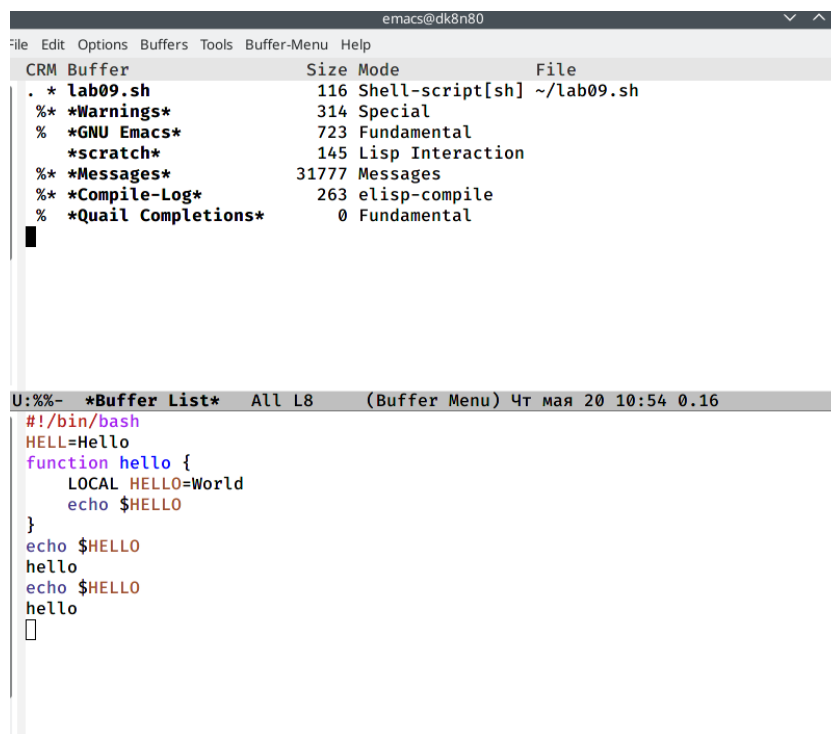 emacs@dk8n80
File Edit Options Buffers Tools Buffer-Menu Help
CRM Buffer Size Mode File
. * lab09.sh 116 Shell-script[sh] ~/lab09.sh
%* *Warnings* 314 Special
% *GNU Emacs* 723 Fundamental
*scratch* 145 Lisp Interaction
%* *Messages* 31777 Messages
%* *Compile-Log* 263 elisp-compile
% *Quail Completions* 0 Fundamental
U:%%- *Buffer List* All L8 (Buffer Menu) Чт мая 20 10:54 0.16
#!/bin/bash
HELL=Hello
function hello {
    LOCAL HELLO=World
    echo $HELLO
}
echo $HELLO
hello
echo $HELLO
hello